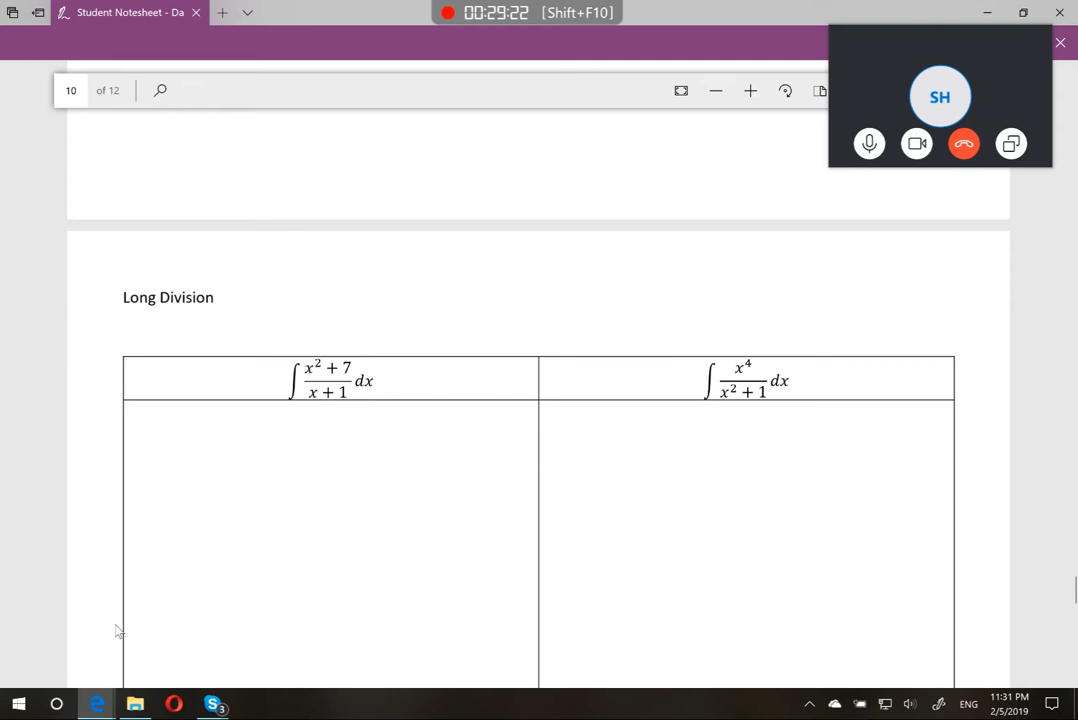 Student Notesheet - Da
00:29:22 [Shift+F10]
10 of 12
SH
Long Division
∫ (x² + 7)/(x + 1) dx
∫ x⁴/(x² + 1) dx
3
ENG
11:31 PM
2/5/2019